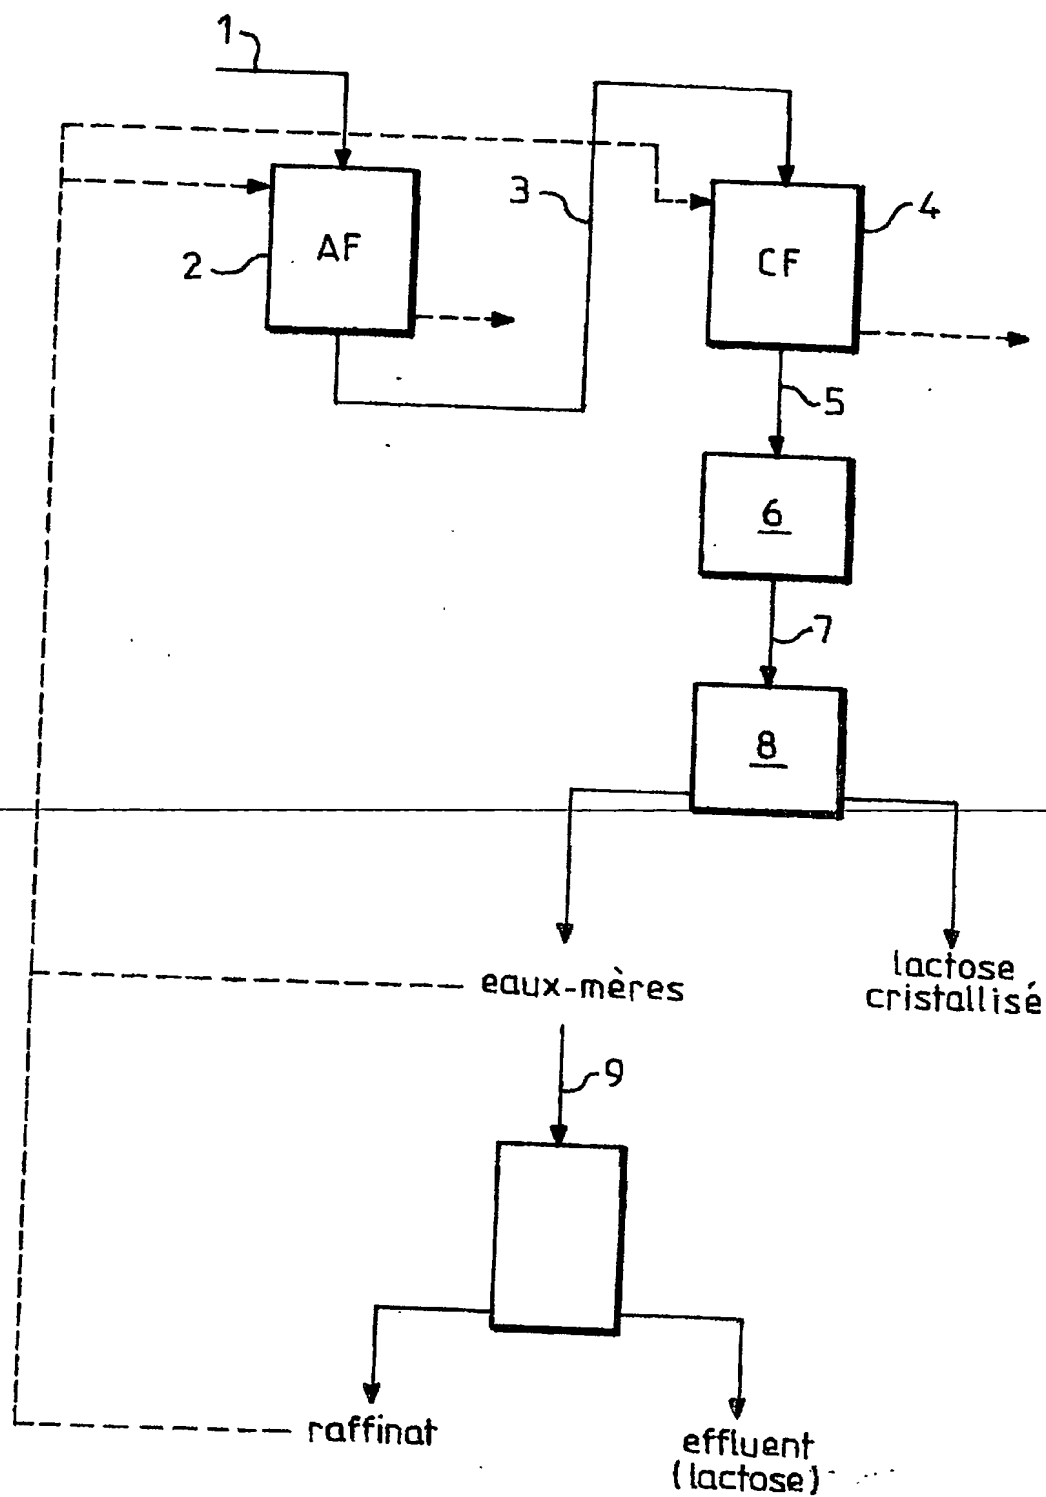 1
3
4
2
AF
CF
5
6
7
8
eaux-mères
lactose
cristallisé
9
raffinat
effluent
(lactose)